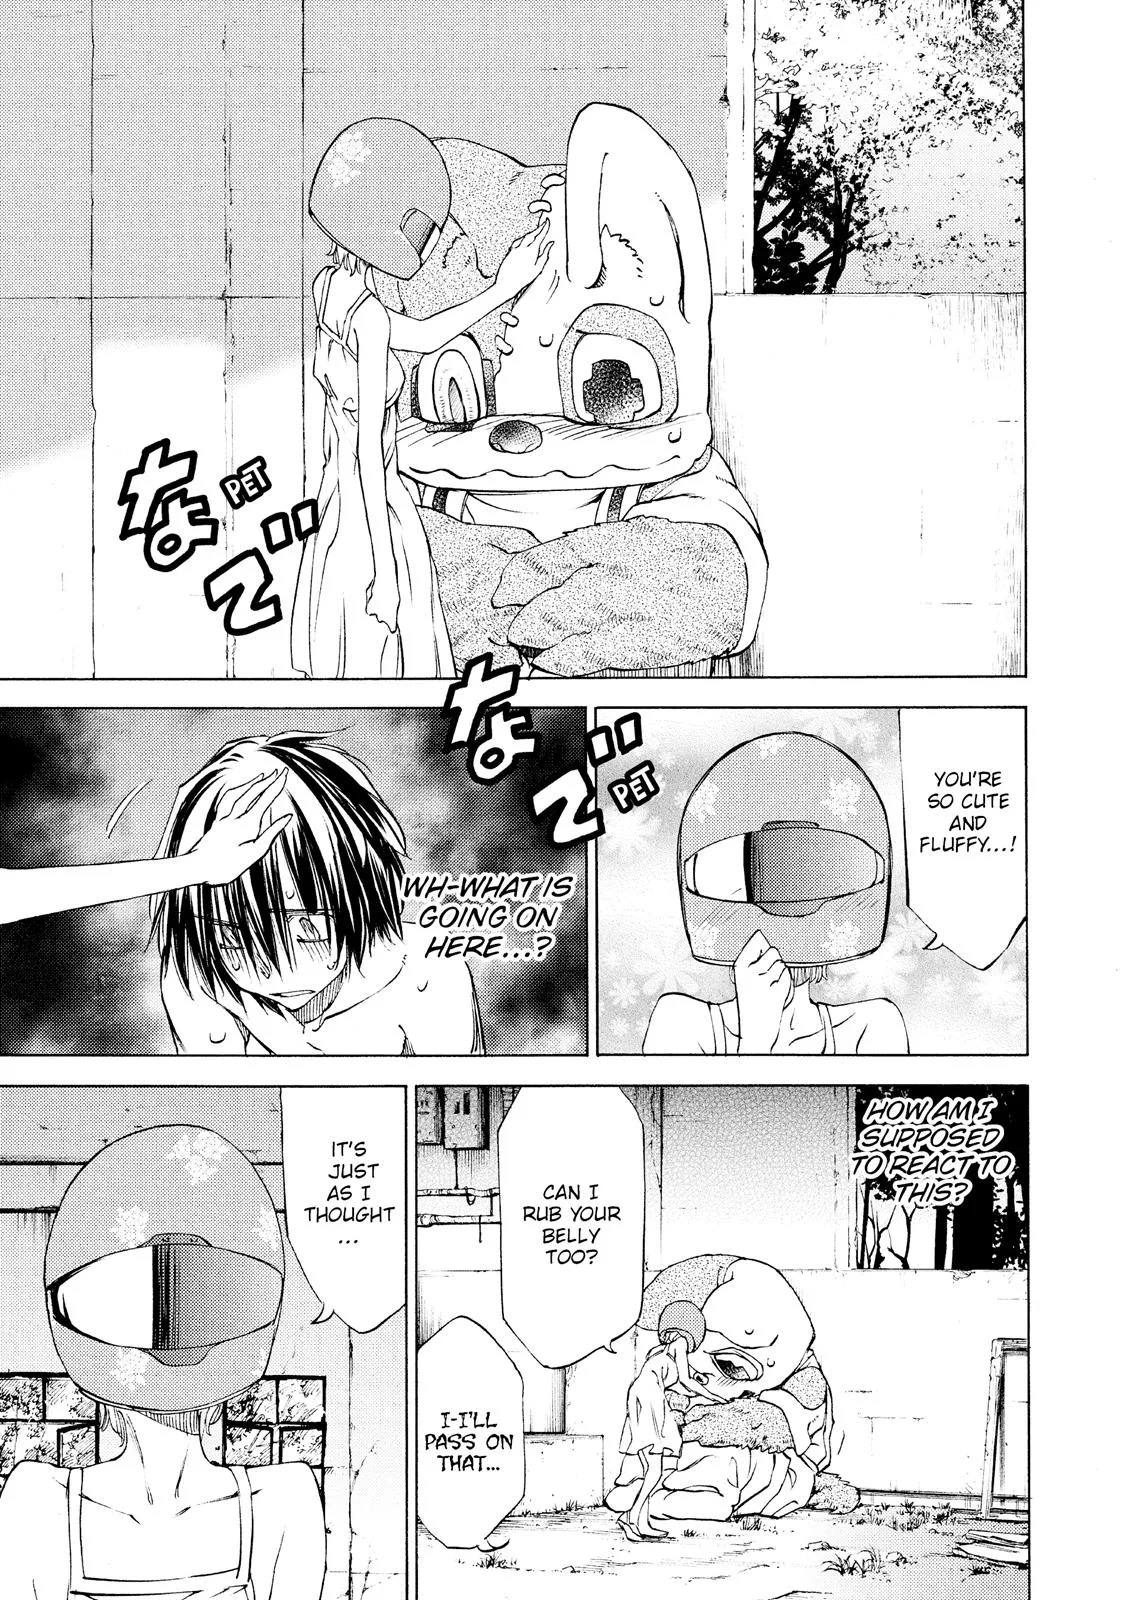 なで
PET
YOU'RE
SO CUTE
AND
FLUFFY...!
なで
PET
WH-WHAT IS
GOING ON
HERE...?
HOW AM I
SUPPOSED
TO REACT TO
THIS?
CAN I
RUB YOUR
BELLY
TOO?
I-I'LL
PASS ON
THAT...
IT'S
JUST
AS I
THOUGHT
...